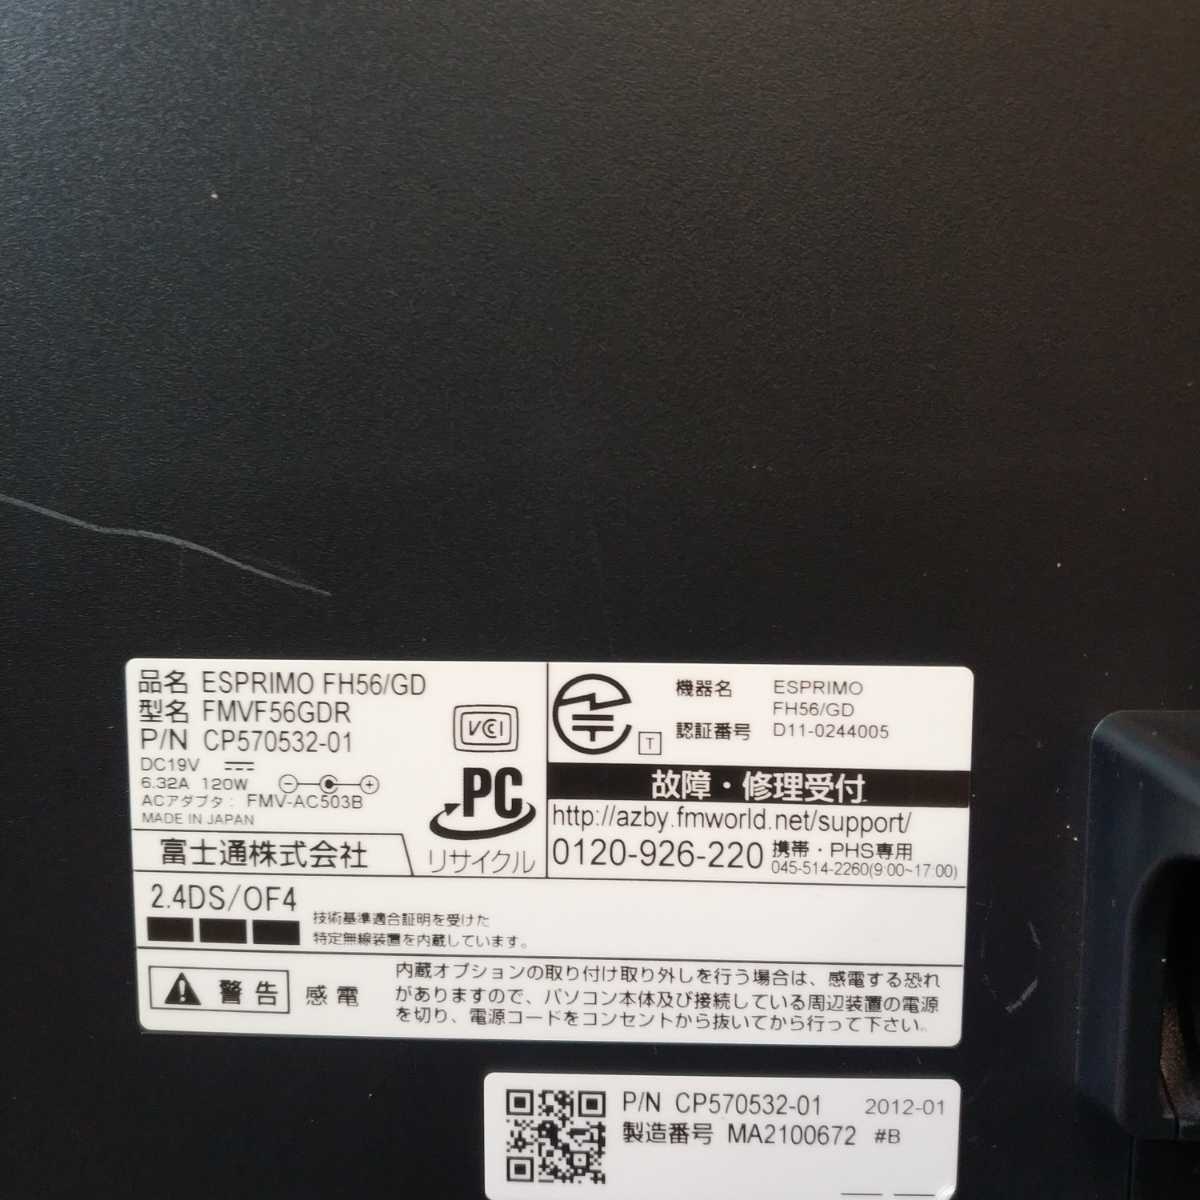 品名 ESPRIMO FH56/GD
型名 FMVF56GDR
P/N CP570532-01
DC19V
6.32A 120W
ACアダプタ: FMV-AC503B
MADE IN JAPAN
VCCI
PC
リサイクル
富士通株式会社
T
機器名 ESPRIMO
FH56/GD
認証番号 D11-0244005
故障・修理受付
http://azby.fmworld.net/support/
0120-926-220 携帯・PHS専用
045-514-2260(9:00~17:00)
2.4DS/OF4
技術基準適合証明を受けた
特定無線装置を内蔵しています。
警告 感電
内蔵オプションの取り付け取り外しを行う場合は、感電する恐れ
がありますので、パソコン本体及び接続している周辺装置の電源
を切り、電源コードをコンセントから抜いてから行って下さい。
P/N CP570532-01 2012-01
製造番号 MA2100672 #B